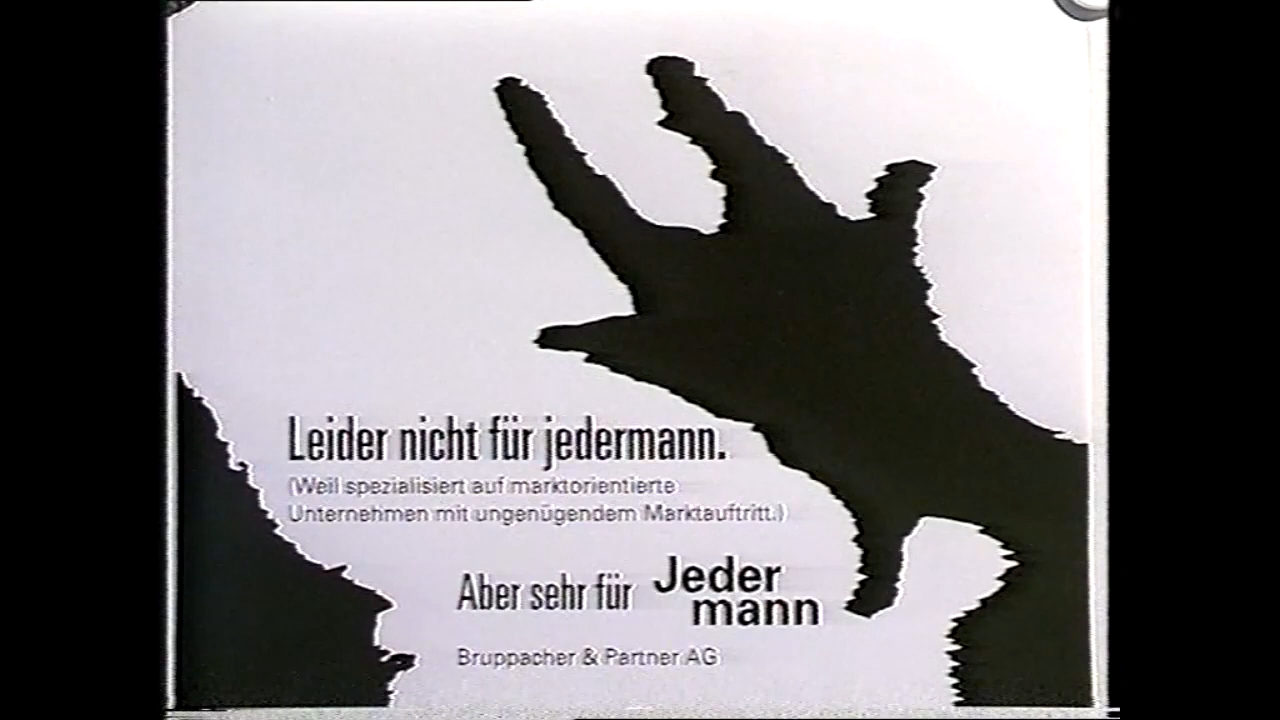 Leider nicht für jedermann.
(Weil spezialisiert auf marktorientierte
Unternehmen mit ungenügendem Marktauftritt.)
Aber sehr für Jeder
mann
Bruppacher & Partner AG